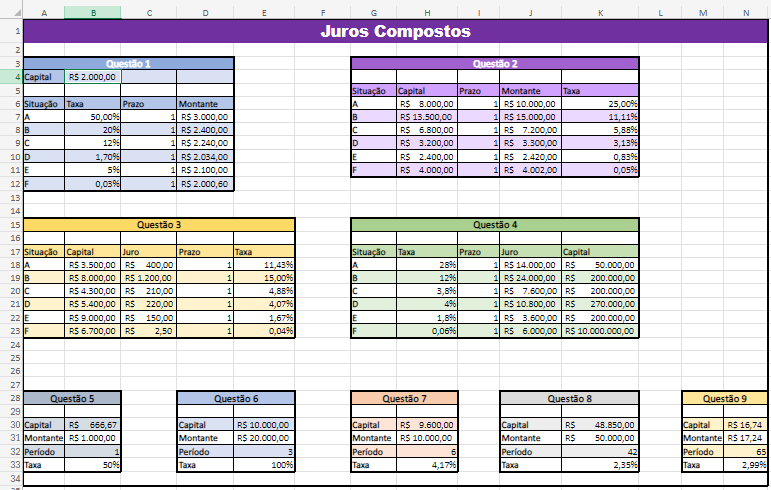 A B C D E F G H I J K L M N
1 Juros Compostos
2
3 Questão 1 Questão 2
4 Capital R$ 2.000,00
5 Situação Capital Prazo Montante Taxa
6 Situação Taxa Prazo Montante A R$ 8.000,00 1 R$ 10.000,00 25,00%
7 A 50,00% 1 R$ 3.000,00 B R$ 13.500,00 1 R$ 15.000,00 11,11%
8 B 20% 1 R$ 2.400,00 C R$ 6.800,00 1 R$ 7.200,00 5,88%
9 C 12% 1 R$ 2.240,00 D R$ 3.200,00 1 R$ 3.300,00 3,13%
10 D 1,70% 1 R$ 2.034,00 E R$ 2.400,00 1 R$ 2.420,00 0,83%
11 E 5% 1 R$ 2.100,00 F R$ 4.000,00 1 R$ 4.002,00 0,05%
12 F 0,03% 1 R$ 2.000,60
13
14
15 Questão 3 Questão 4
16
17 Situação Capital Juro Prazo Taxa Situação Taxa Prazo Juro Capital
18 A R$ 3.500,00 R$ 400,00 1 11,43% A 28% 1 R$ 14.000,00 R$ 50.000,00
19 B R$ 8.000,00 R$ 1.200,00 1 15,00% B 12% 1 R$ 24.000,00 R$ 200.000,00
20 C R$ 4.300,00 R$ 210,00 1 4,88% C 3,8% 1 R$ 7.600,00 R$ 200.000,00
21 D R$ 5.400,00 R$ 220,00 1 4,07% D 4% 1 R$ 10.800,00 R$ 270.000,00
22 E R$ 9.000,00 R$ 150,00 1 1,67% E 1,8% 1 R$ 3.600,00 R$ 200.000,00
23 F R$ 6.700,00 R$ 2,50 1 0,04% F 0,06% 1 R$ 6.000,00 R$ 10.000.000,00
24
25
26
27
28 Questão 5 Questão 6 Questão 7 Questão 8 Questão 9
29
30 Capital R$ 666,67 Capital R$ 10.000,00 Capital R$ 9.600,00 Capital R$ 48.850,00 Capital R$ 16,74
31 Montante R$ 1.000,00 Montante R$ 20.000,00 Montante R$ 10.000,00 Montante R$ 50.000,00 Montante R$ 17,24
32 Período 1 Período 3 Período 6 Período 42 Período 65
33 Taxa 50% Taxa 100% Taxa 4,17% Taxa 2,35% Taxa 2,99%
34